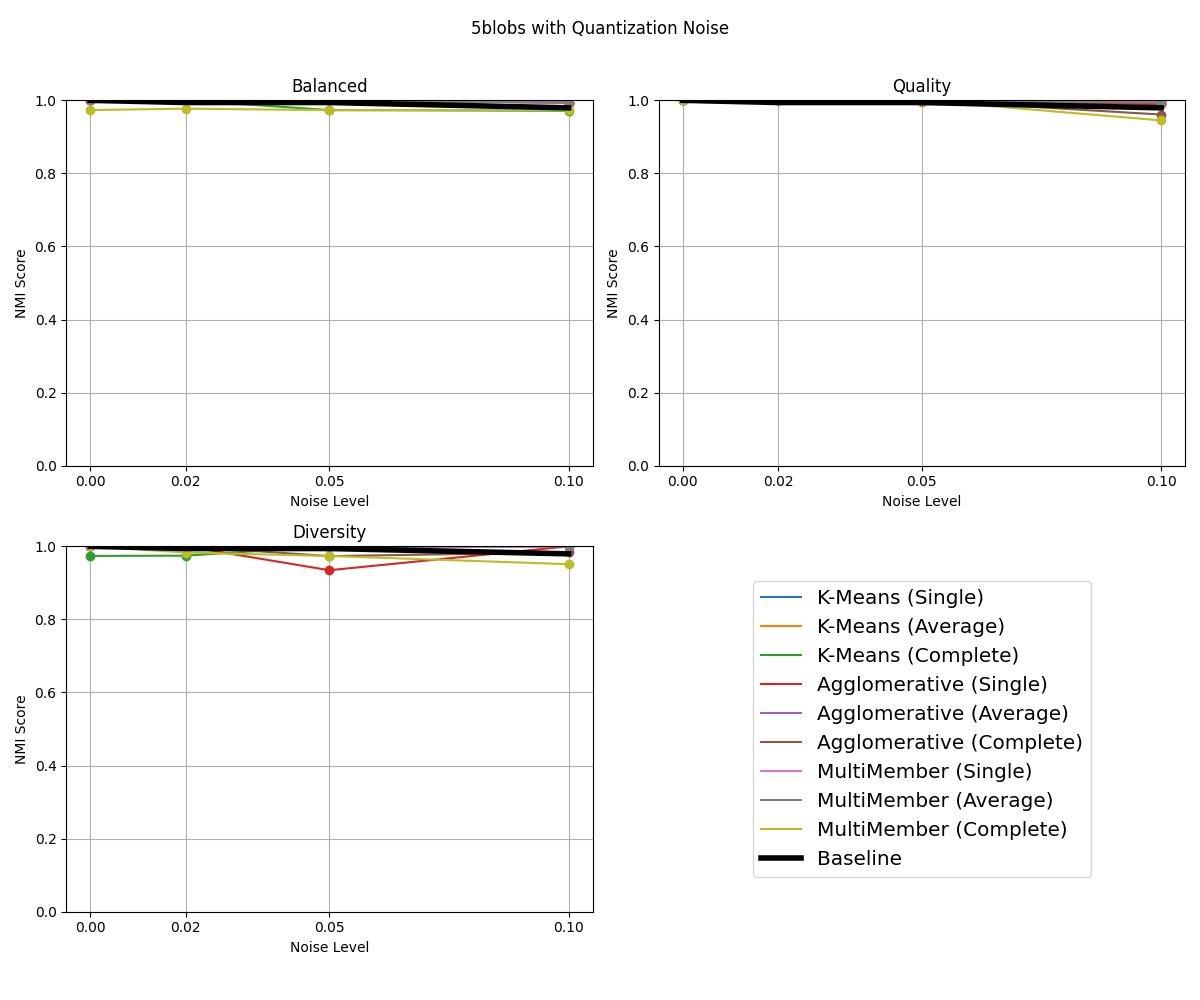 5blobs with Quantization Noise
Balanced
1.0
0.8
0.6
0.4
0.2
0.0
NMI Score
0.00 0.02 0.05 0.10
Noise Level
Quality
1.0
0.8
0.6
0.4
0.2
0.0
NMI Score
0.00 0.02 0.05 0.10
Noise Level
Diversity
1.0
0.8
0.6
0.4
0.2
0.0
NMI Score
0.00 0.02 0.05 0.10
Noise Level
K-Means (Single)
K-Means (Average)
K-Means (Complete)
Agglomerative (Single)
Agglomerative (Average)
Agglomerative (Complete)
MultiMember (Single)
MultiMember (Average)
MultiMember (Complete)
Baseline